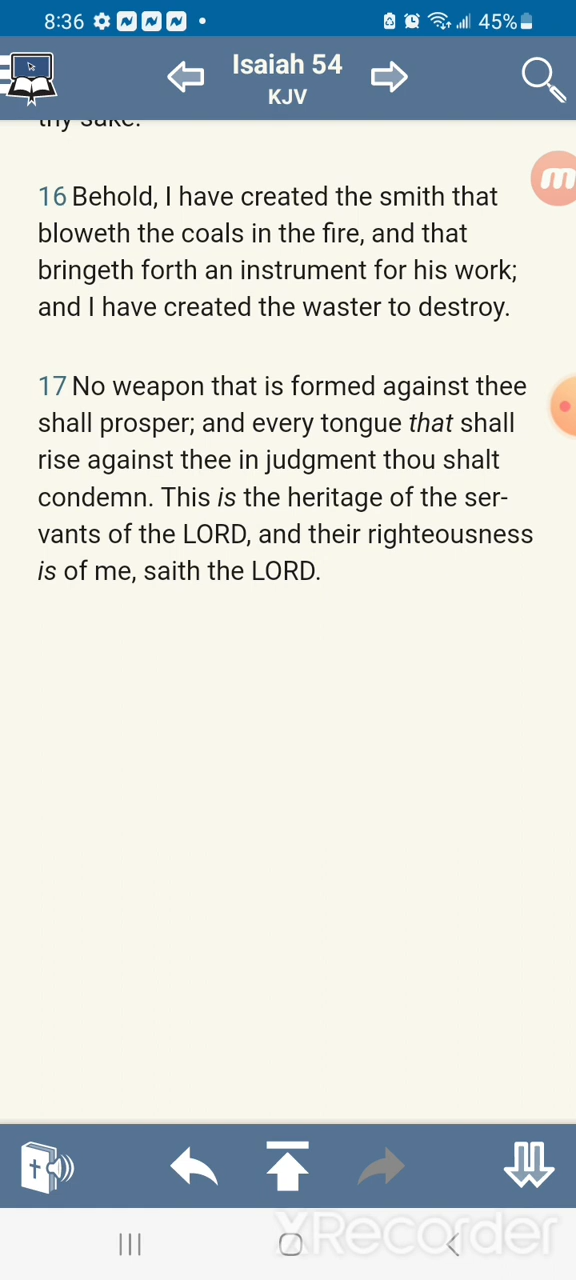 8:36
45%
Isaiah 54
KJV
thy sake.
16 Behold, I have created the smith that
bloweth the coals in the fire, and that
bringeth forth an instrument for his work;
and I have created the waster to destroy.
17 No weapon that is formed against thee
shall prosper; and every tongue that shall
rise against thee in judgment thou shalt
condemn. This is the heritage of the ser-
vants of the LORD, and their righteousness
is of me, saith the LORD.
XRecorder